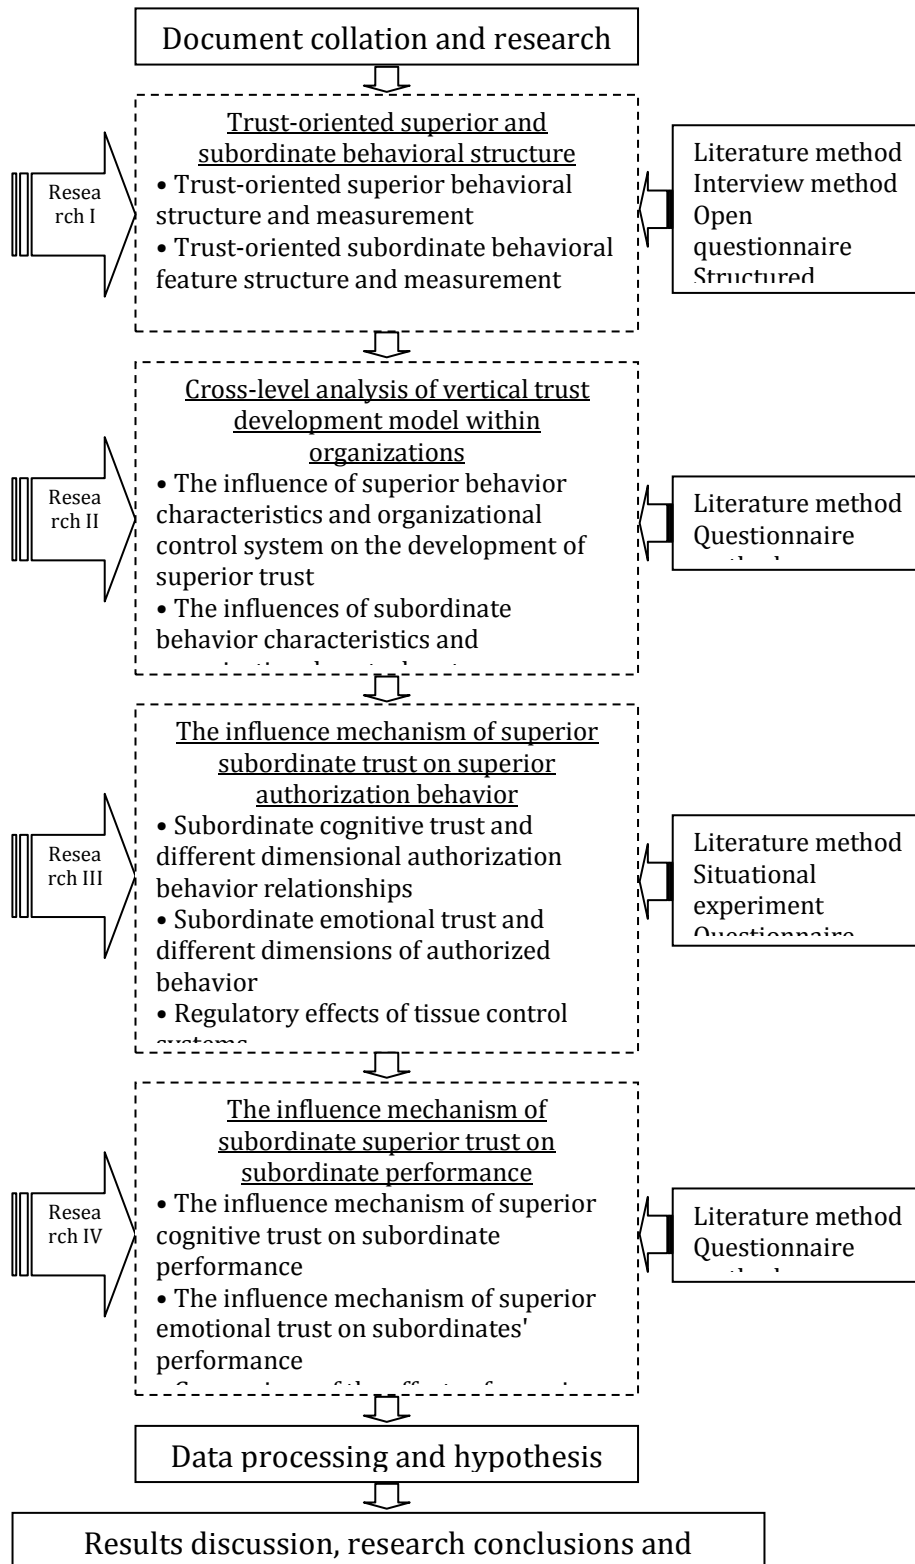 Document collation and research
Trust-oriented superior and
subordinate behavioral structure
• Trust-oriented superior behavioral
structure and measurement
• Trust-oriented subordinate behavioral
feature structure and measurement
Resea
rch I
Literature method
Interview method
Open
questionnaire
Structured
Cross-level analysis of vertical trust
development model within
organizations
• The influence of superior behavior
characteristics and organizational
control system on the development of
superior trust
• The influences of subordinate
behavior characteristics and
Resea
rch II
Literature method
Questionnaire
The influence mechanism of superior
subordinate trust on superior
authorization behavior
• Subordinate cognitive trust and
different dimensional authorization
behavior relationships
• Subordinate emotional trust and
different dimensions of authorized
behavior
• Regulatory effects of tissue control
systems
Resea
rch III
Literature method
Situational
experiment
Questionnaire
The influence mechanism of
subordinate superior trust on
subordinate performance
• The influence mechanism of superior
cognitive trust on subordinate
performance
• The influence mechanism of superior
emotional trust on subordinates'
performance
Resea
rch IV
Literature method
Questionnaire
Data processing and hypothesis
Results discussion, research conclusions and